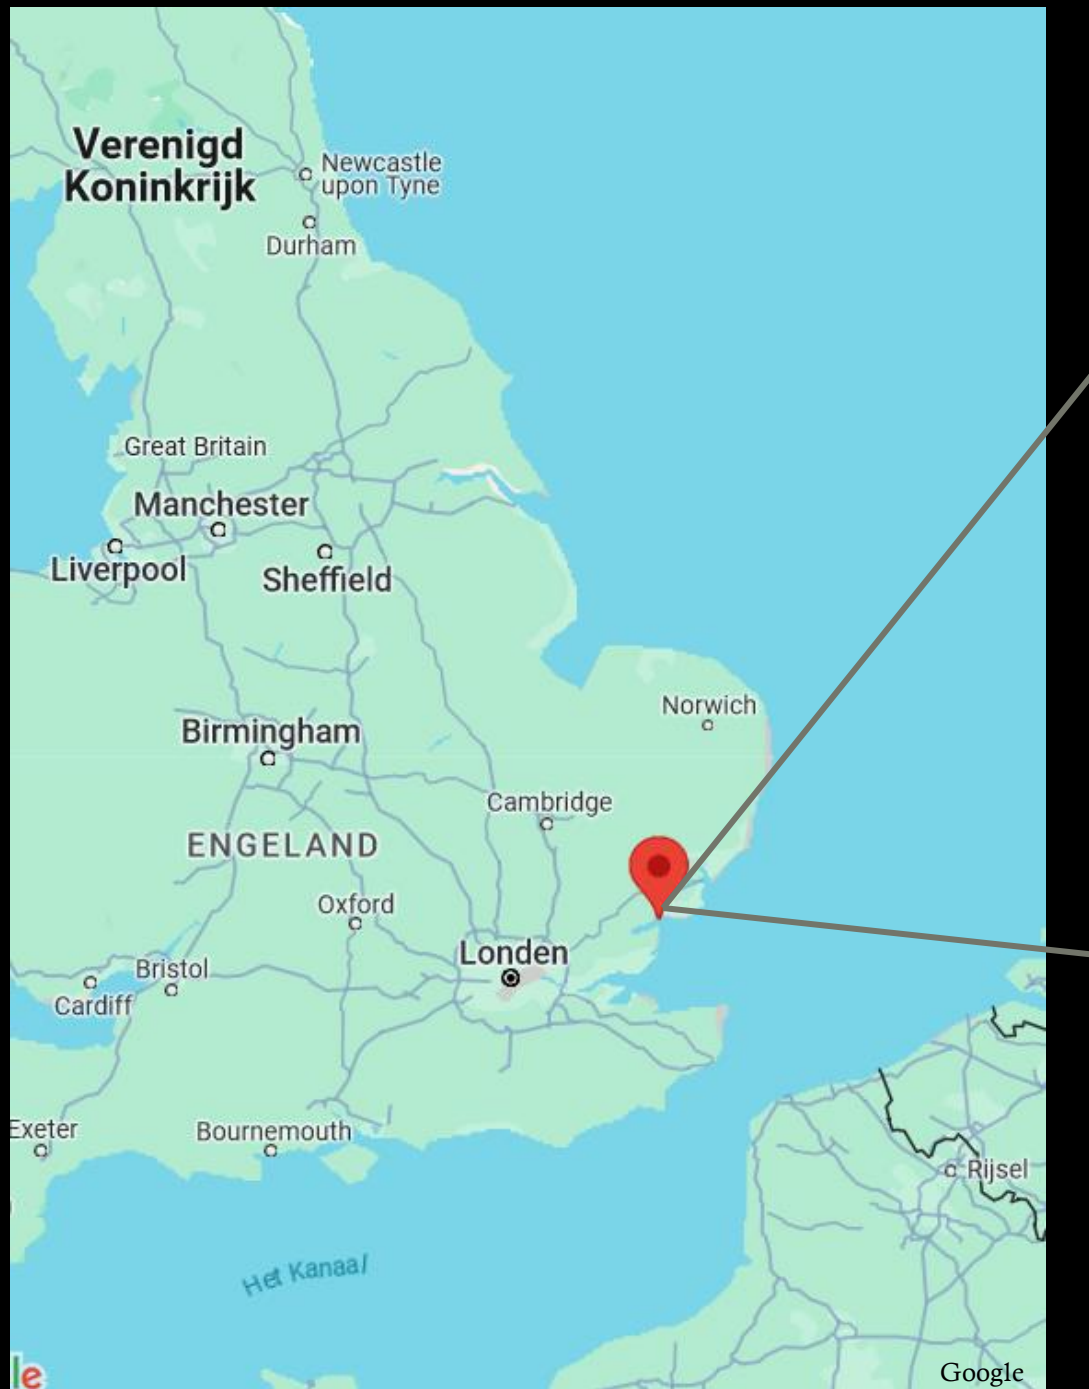 Verenigd
Koninkrijk
Newcastle
upon Tyne
Durham
Great Britain
Manchester
Liverpool
Sheffield
Norwich
Birmingham
Cambridge
ENGELAND
Oxford
Londen
Bristol
Cardiff
Exeter
Bournemouth
Rijsel
Het Kanaal
le
Google